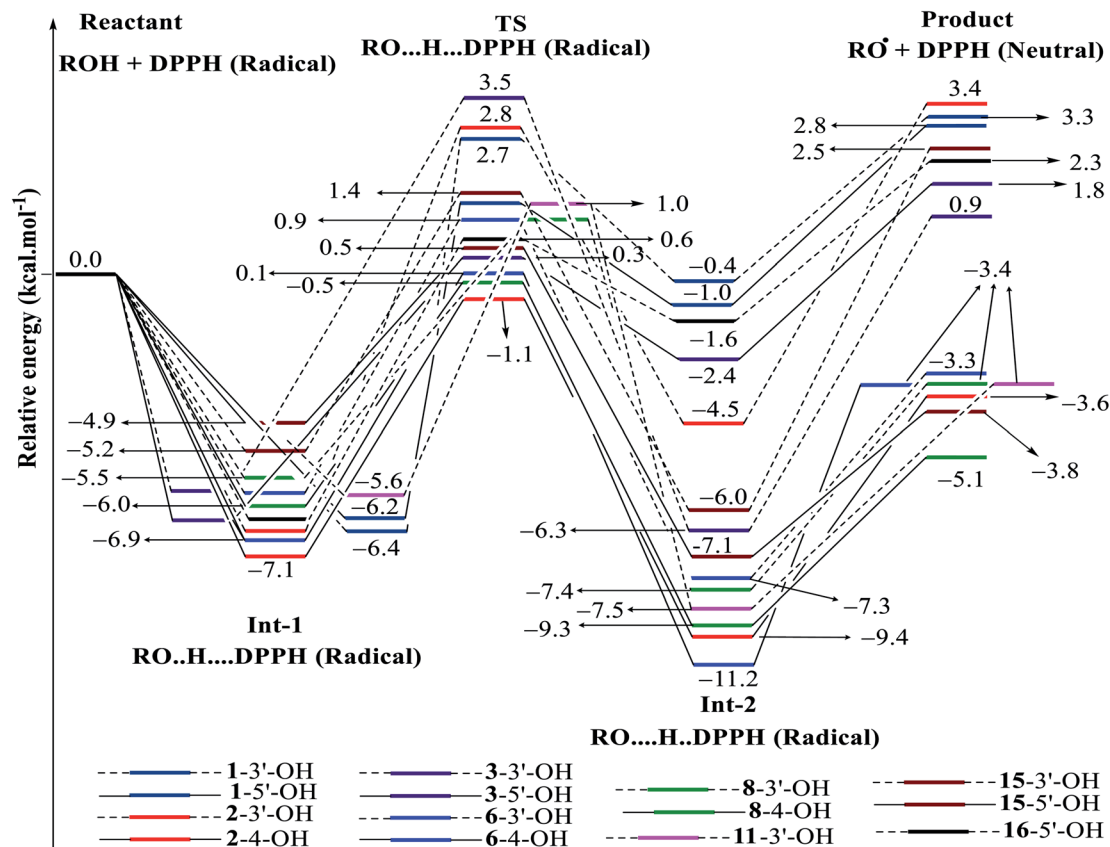 Reactant
ROH + DPPH (Radical)
TS
RO...H...DPPH (Radical)
Product
RO• + DPPH (Neutral)
Relative energy (kcal.mol⁻¹)
0.0
3.5
2.8
2.7
1.4
0.9
1.0
0.6
0.5
0.3
0.1
−0.5
−1.1
−4.9
−5.2
−5.5
−6.0
−6.9
−7.1
−5.6
−6.2
−6.4
Int-1
RO..H....DPPH (Radical)
−0.4
−1.0
−1.6
−2.4
−4.5
−6.0
−6.3
-7.1
−7.3
−7.4
−7.5
−9.3
−9.4
−11.2
Int-2
RO....H..DPPH (Radical)
3.4
3.3
2.8
2.5
2.3
1.8
0.9
−3.4
−3.3
−3.6
−3.8
−5.1
1-3'-OH
1-5'-OH
2-3'-OH
2-4-OH
3-3'-OH
3-5'-OH
6-3'-OH
6-4-OH
8-3'-OH
8-4-OH
11-3'-OH
15-3'-OH
15-5'-OH
16-5'-OH